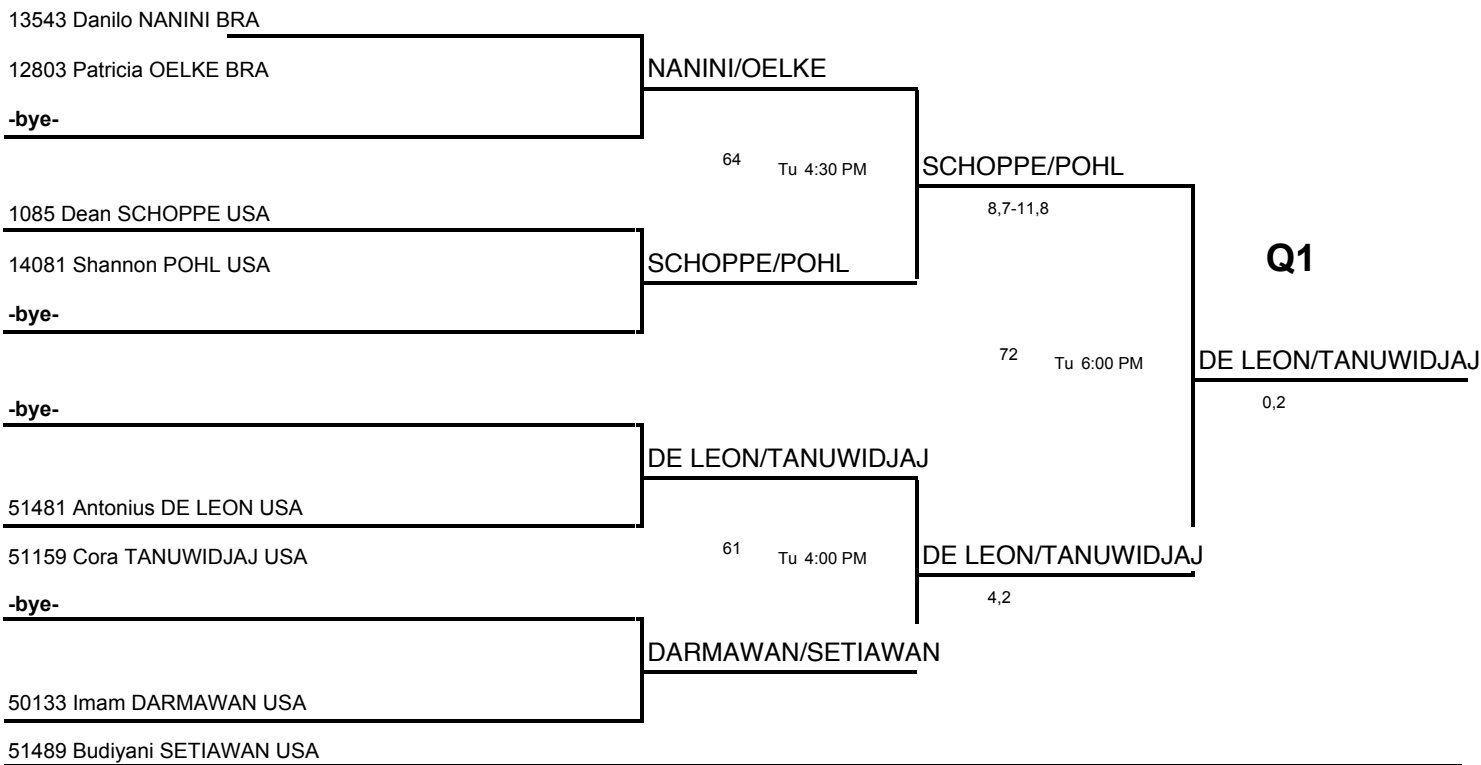 13543 Danilo NANINI BRA
12803 Patricia OELKE BRA
NANINI/OELKE
-bye-
64 Tu 4:30 PM
SCHOPPE/POHL
1085 Dean SCHOPPE USA
8,7-11,8
14081 Shannon POHL USA
SCHOPPE/POHL
Q1
-bye-
72 Tu 6:00 PM
DE LEON/TANUWIDJAJ
-bye-
0,2
DE LEON/TANUWIDJAJ
51481 Antonius DE LEON USA
51159 Cora TANUWIDJAJ USA
61 Tu 4:00 PM
DE LEON/TANUWIDJAJ
-bye-
4,2
DARMAWAN/SETIAWAN
50133 Imam DARMAWAN USA
51489 Budiyani SETIAWAN USA